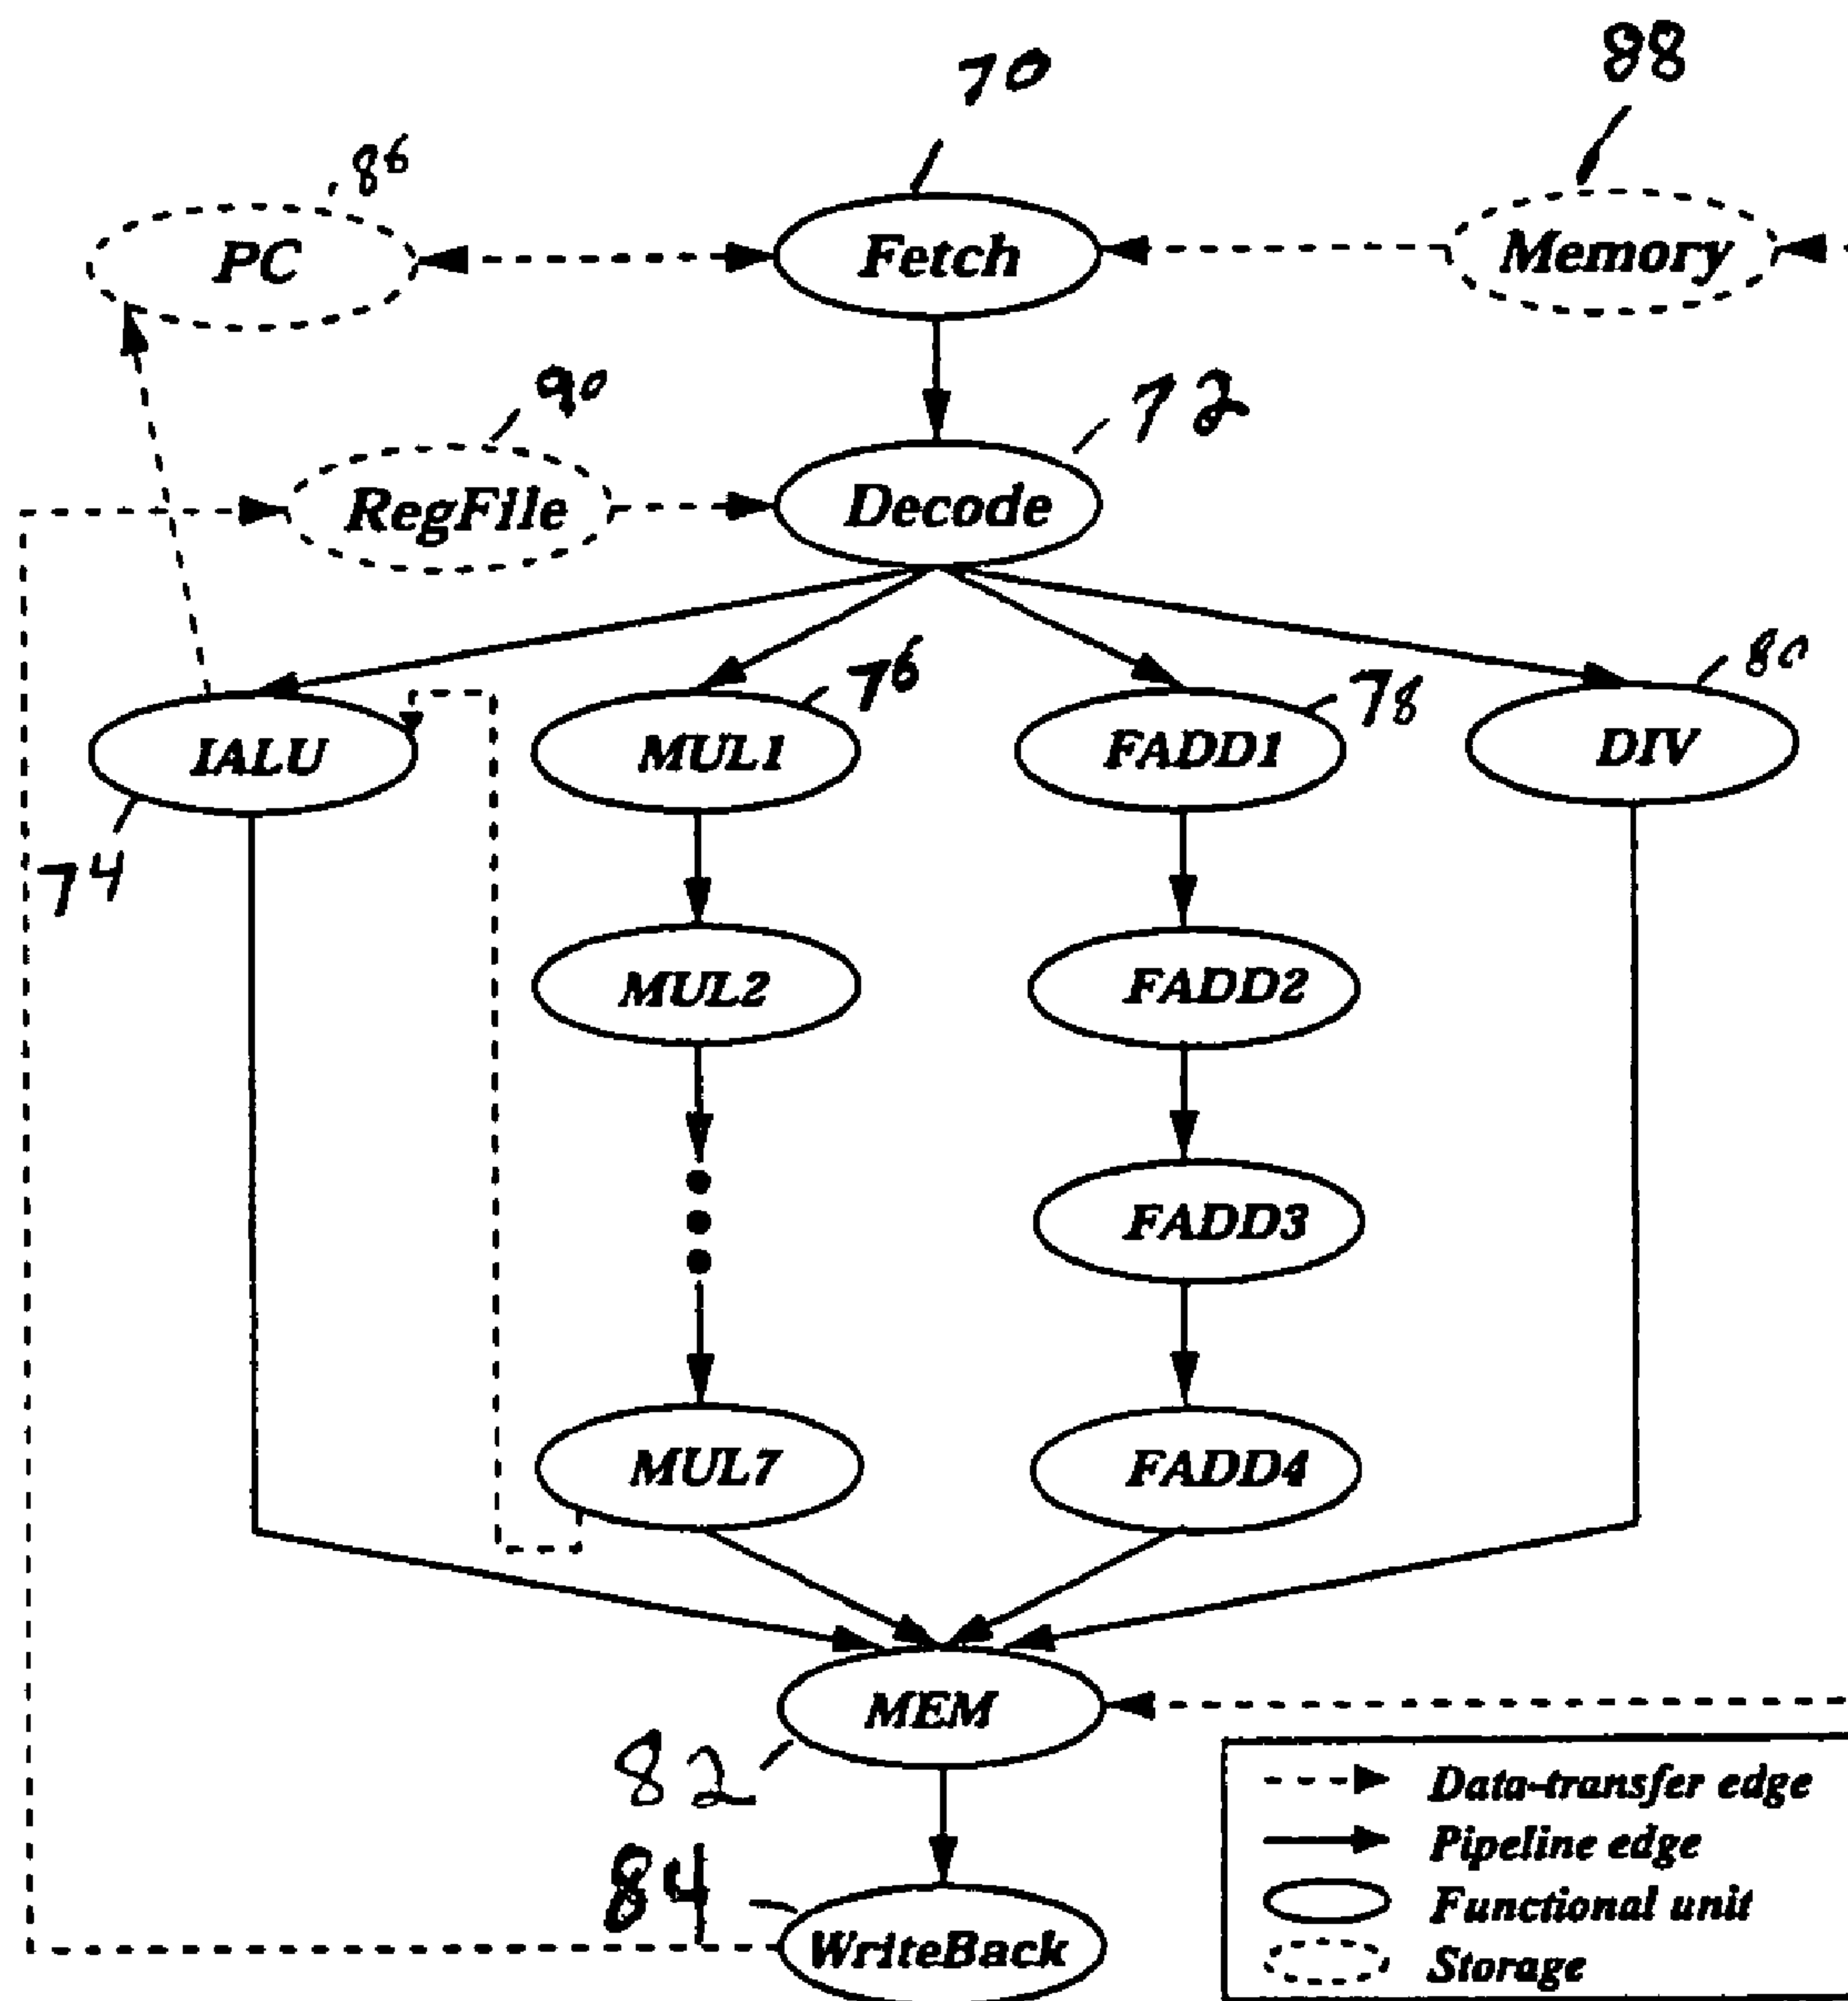 70
88
86
PC
Fetch
Memory
90
72
RegFile
Decode
76
78
80
IALU
MUL1
FADD1
DIV
74
MUL2
FADD2
FADD3
MUL7
FADD4
MEM
82
Data-transfer edge
Pipeline edge
84
Functional unit
WriteBack
Storage